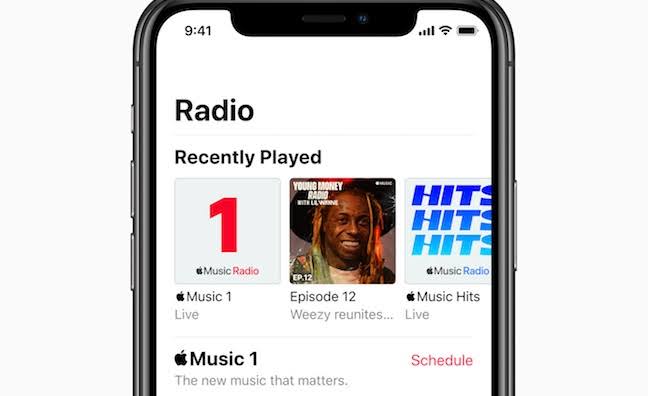 9:41
Radio
Recently Played
1
Music Radio
YOUNG MONEY
RADIO
WITH LIL WAYNE
MUSIC
EP.12
HITS
HITS
HITS
Music Radio
Music 1
Live
Episode 12
Weezy reunites...
Music Hits
Live
Music 1
Schedule
The new music that matters.